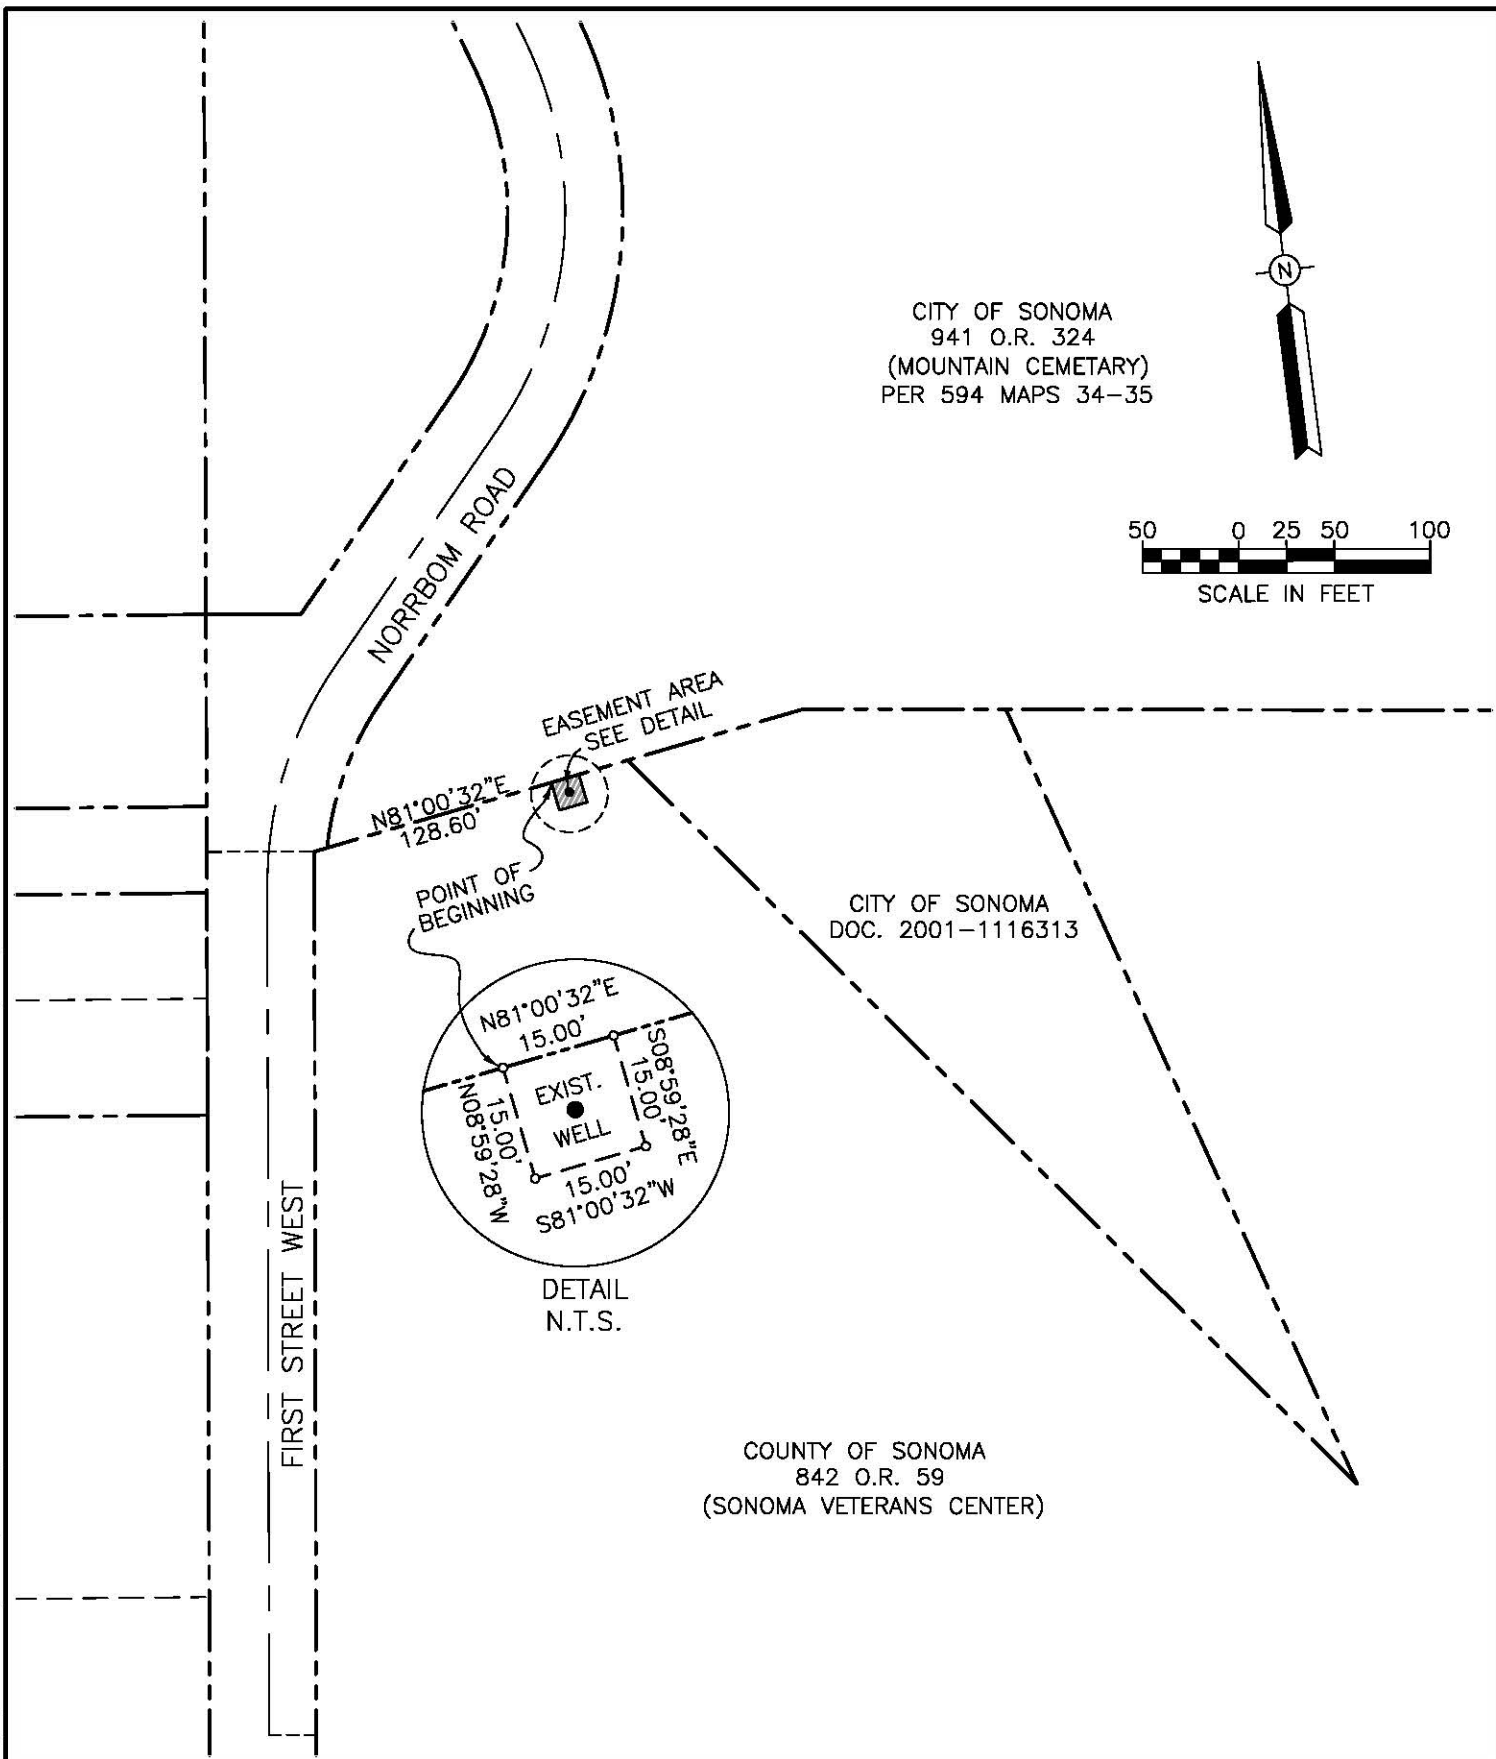 CITY OF SONOMA
941 O.R. 324
(MOUNTAIN CEMETARY)
PER 594 MAPS 34-35
N
50 0 25 50 100
SCALE IN FEET
NORRBOM ROAD
EASEMENT AREA
SEE DETAIL
N81°00'32"E
128.60'
POINT OF
BEGINNING
CITY OF SONOMA
DOC. 2001-1116313
N81°00'32"E
15.00'
S08°59'28"E
15.00'
EXIST.
WELL
15.00'
N08°59'28"W
15.00'
S81°00'32"W
DETAIL
N.T.S.
FIRST STREET WEST
COUNTY OF SONOMA
842 O.R. 59
(SONOMA VETERANS CENTER)